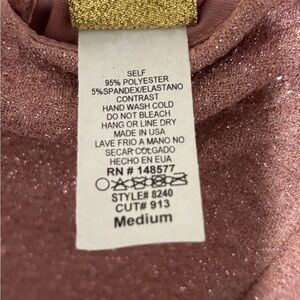 SELF
95% POLYESTER
5%SPANDEX/ELASTANO
CONTRAST
HAND WASH COLD
DO NOT BLEACH
HANG OR LINE DRY
MADE IN USA
LAVE FRIO A MANO NO
SECAR COLGADO
HECHO EN EUA
RN # 148577
STYLE# 8240
CUT# 913
Medium